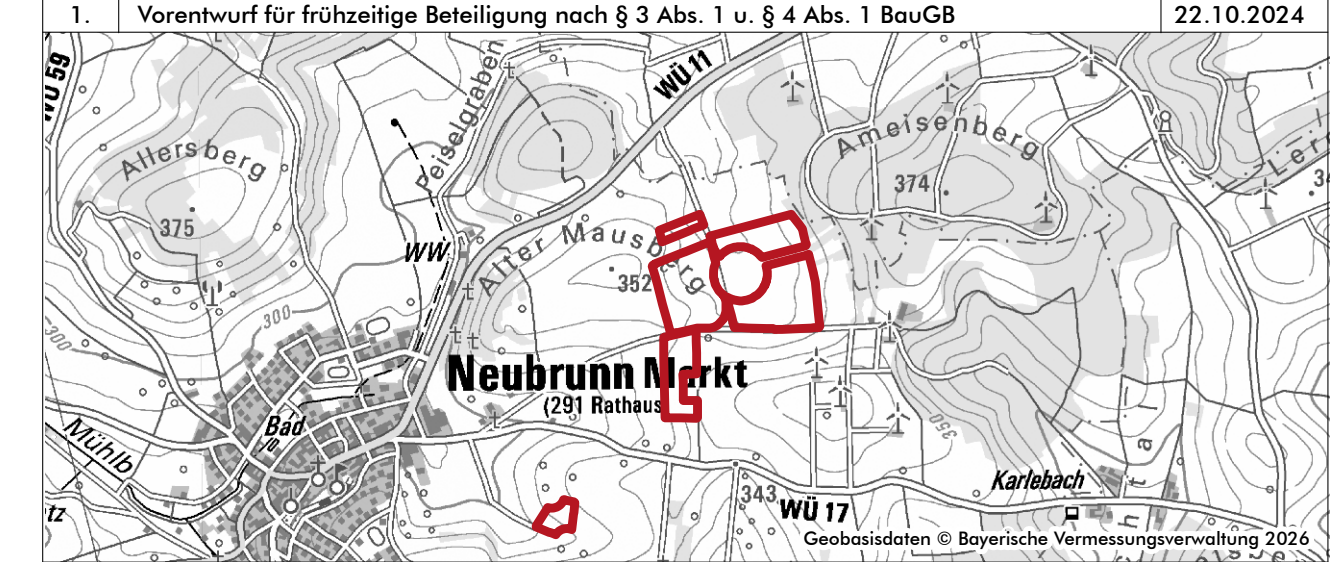 1. Vorentwurf für frühzeitige Beteiligung nach § 3 Abs. 1 u. § 4 Abs. 1 BauGB 22.10.2024
WÜ 59
Peiselgraben
WÜ 11
Allersberg
375
Ameisenberg
374
WW
Alter Mausberg
352
300
300
Neubrunn Markt
(291 Rathaus
Bad
Mühlb
tz
350
343
WÜ 17
Karlebach
Geobasisdaten © Bayerische Vermessungsverwaltung 2026